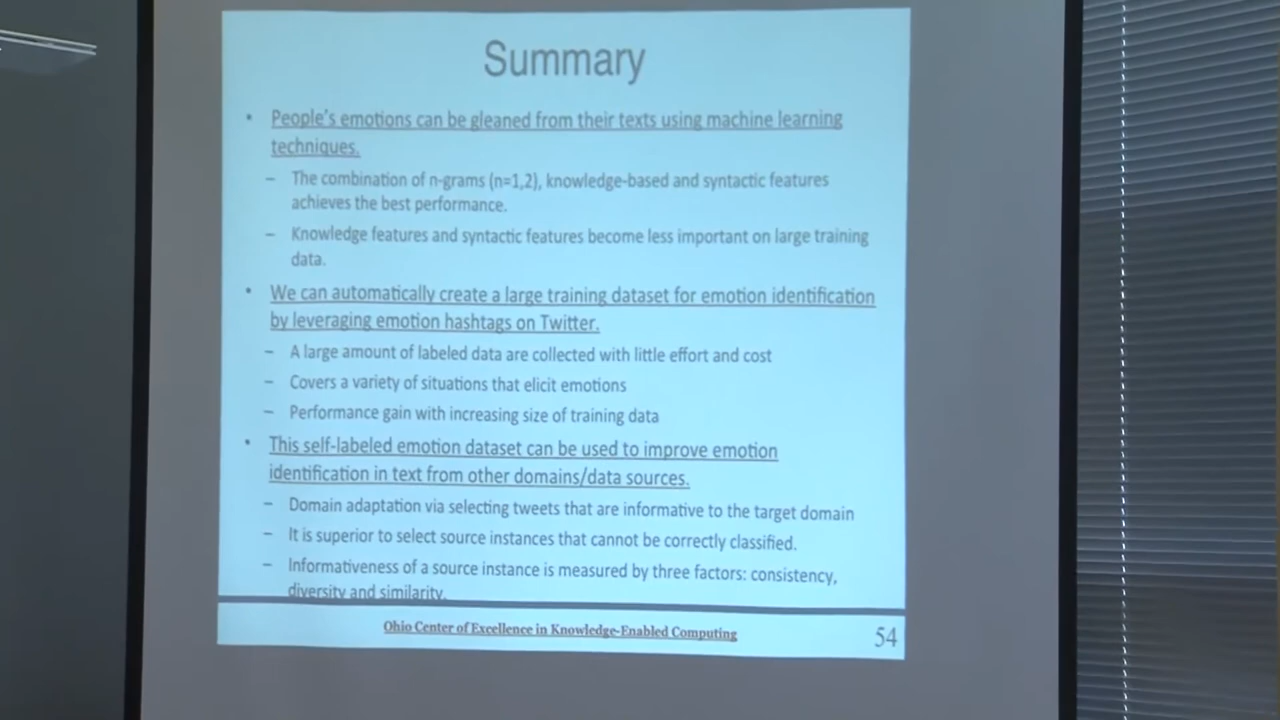 Summary
• People's emotions can be gleaned from their texts using machine learning
techniques.
– The combination of n-grams (n=1,2), knowledge-based and syntactic features
achieves the best performance.
– Knowledge features and syntactic features become less important on large training
data.
• We can automatically create a large training dataset for emotion identification
by leveraging emotion hashtags on Twitter.
– A large amount of labeled data are collected with little effort and cost
– Covers a variety of situations that elicit emotions
– Performance gain with increasing size of training data
• This self-labeled emotion dataset can be used to improve emotion
identification in text from other domains/data sources.
– Domain adaptation via selecting tweets that are informative to the target domain
– It is superior to select source instances that cannot be correctly classified.
– Informativeness of a source instance is measured by three factors: consistency,
diversity and similarity.
Ohio Center of Excellence in Knowledge-Enabled Computing
54